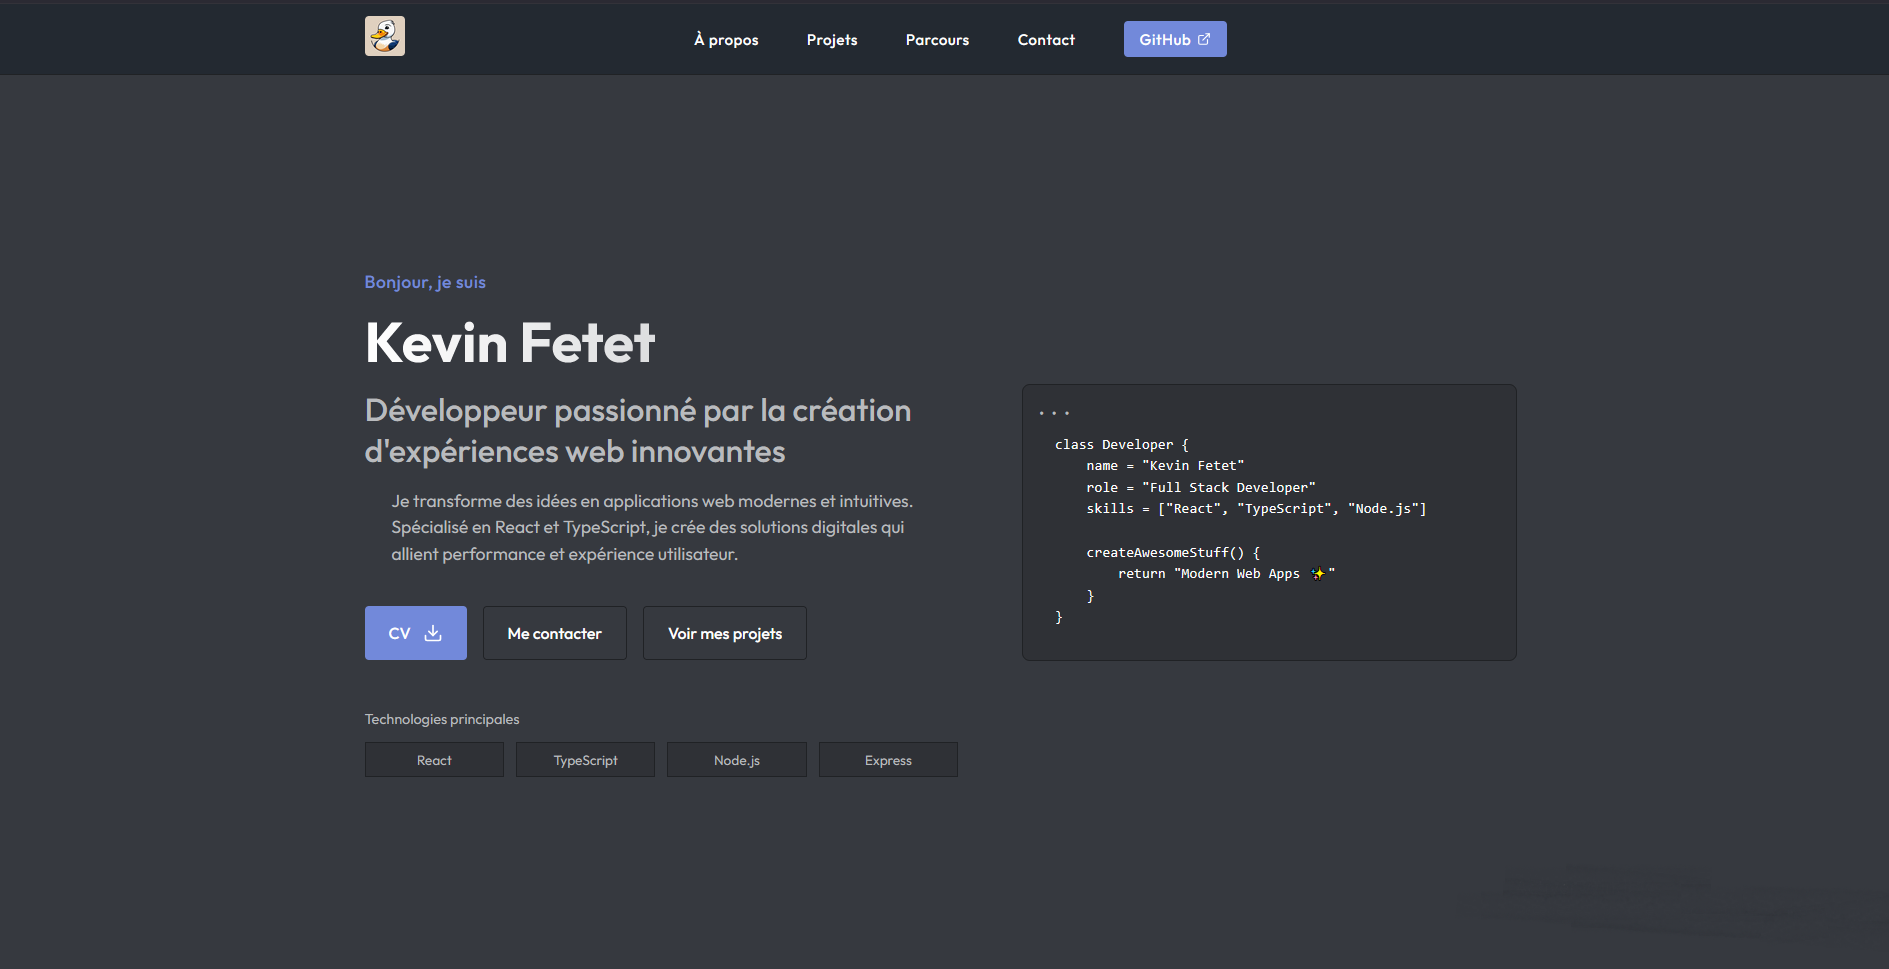 À propos
Projets
Parcours
Contact
GitHub
Bonjour, je suis
Kevin Fetet
Développeur passionné par la création
d'expériences web innovantes
Je transforme des idées en applications web modernes et intuitives.
Spécialisé en React et TypeScript, je crée des solutions digitales qui
allient performance et expérience utilisateur.
CV
Me contacter
Voir mes projets
Technologies principales
React
TypeScript
Node.js
Express
...
class Developer {
    name = "Kevin Fetet"
    role = "Full Stack Developer"
    skills = ["React", "TypeScript", "Node.js"]
    createAwesomeStuff() {
        return "Modern Web Apps ✨"
    }
}